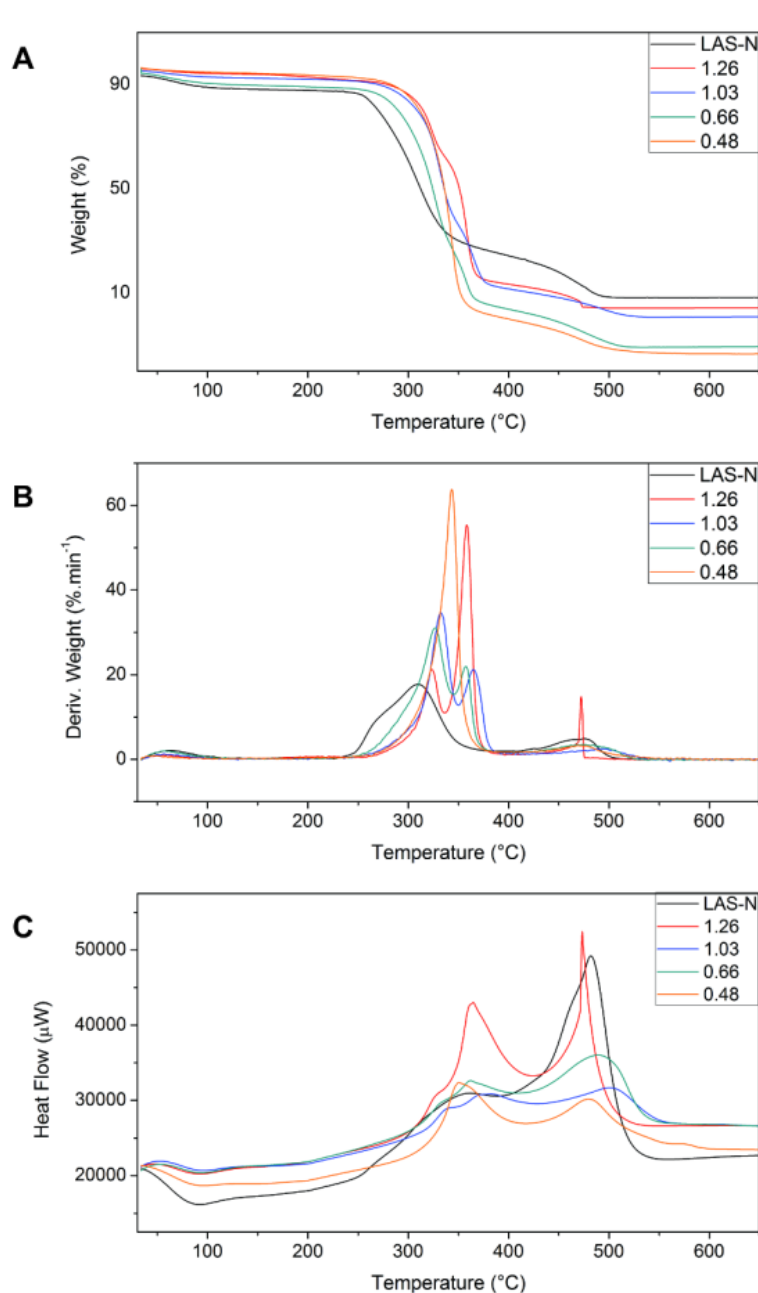 A
LAS-N
1.26
1.03
0.66
0.48
90
50
10
Weight (%)
100 200 300 400 500 600
Temperature (°C)
B
LAS-N
1.26
1.03
0.66
0.48
60
40
20
0
Deriv. Weight (%.min-1)
100 200 300 400 500 600
Temperature (°C)
C
LAS-N
1.26
1.03
0.66
0.48
50000
40000
30000
20000
Heat Flow (μW)
100 200 300 400 500 600
Temperature (°C)